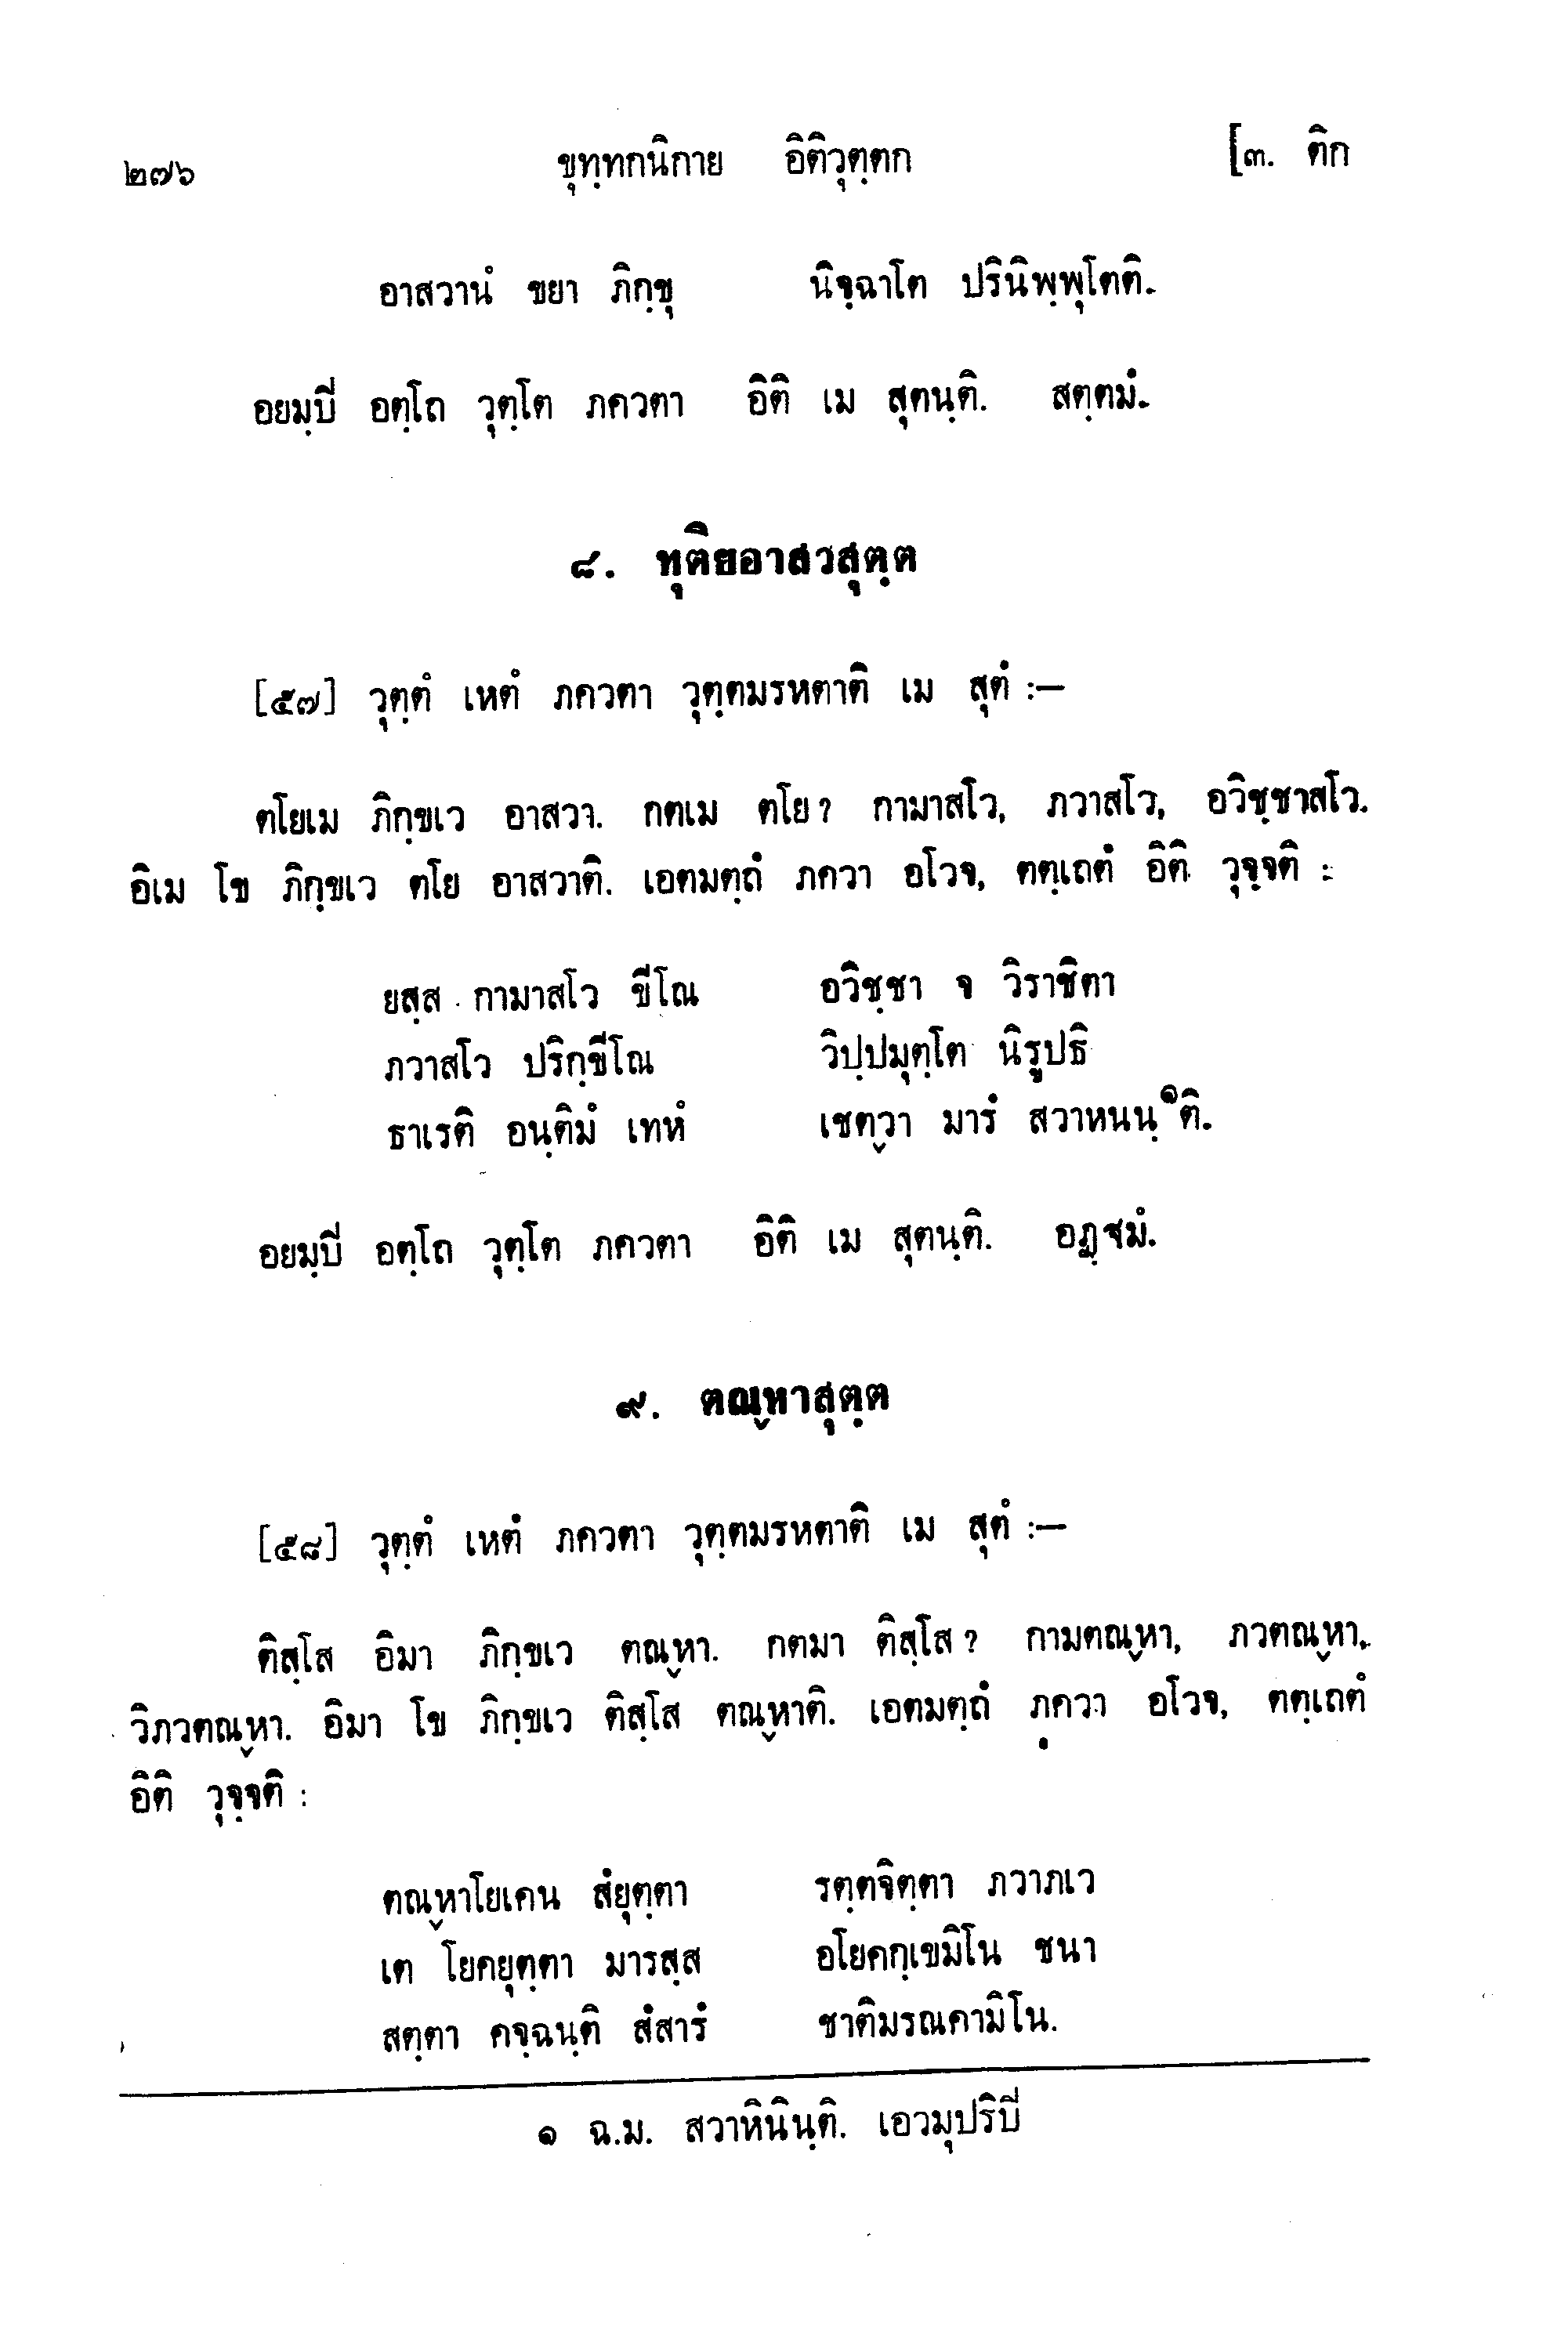 ๒๗๖ ขุทฺทกนิกาย อิติวุตฺตก [๓. ติก
อาสวานํ ขยา ภิกฺขุ นิจฺฉาโต ปรินิพฺพุโตติ.
อยมฺปิ อตฺโถ วุตฺโต ภควตา อิติ เม สุตนฺติ. สตฺตมํ.
๘. ทุติยอาสวสุตฺต
[๕๗] วุตฺตํ เหตํ ภควตา วุตฺตมรหตาติ เม สุตํ :—
ตโยเม ภิกฺขเว อาสวา. กตเม ตโย ? กามาสโว, ภวาสโว, อวิชฺชาสโว.
อิเม โข ภิกฺขเว ตโย อาสวาติ. เอตมตฺถํ ภควา อโวจ, ตตฺเถตํ อิติ วุจฺจติ :
ยสฺส กามาสโว ขีโณ อวิชฺชา จ วิราชิตา
ภวาสโว ปริกฺขีโณ วิปฺปมุตฺโต นิรูปธิ
ธาเรติ อนฺติมํ เทหํ เชตฺวา มารํ สวาหนนฺ๑ติ.
อยมฺปิ อตฺโถ วุตฺโต ภควตา อิติ เม สุตนฺติ. อฏฺฐมํ.
๙. ตณฺหาสุตฺต
[๕๘] วุตฺตํ เหตํ ภควตา วุตฺตมรหตาติ เม สุตํ :—
ติสฺโส อิมา ภิกฺขเว ตณฺหา. กตมา ติสฺโส ? กามตณฺหา, ภวตณฺหา,
วิภวตณฺหา. อิมา โข ภิกฺขเว ติสฺโส ตณฺหาติ. เอตมตฺถํ ภควา อโวจ, ตตฺเถตํ
อิติ วุจฺจติ :
ตณฺหาโยเคน สํยุตฺตา รตฺตจิตฺตา ภวาภเว
เต โยคยุตฺตา มารสฺส อโยคกฺเขมิโน ชนา
สตฺตา คจฺฉนฺติ สํสารํ ชาติมรณคามิโน.
๑ ฉ.ม. สวาหินินฺติ. เอวมุปริปิ